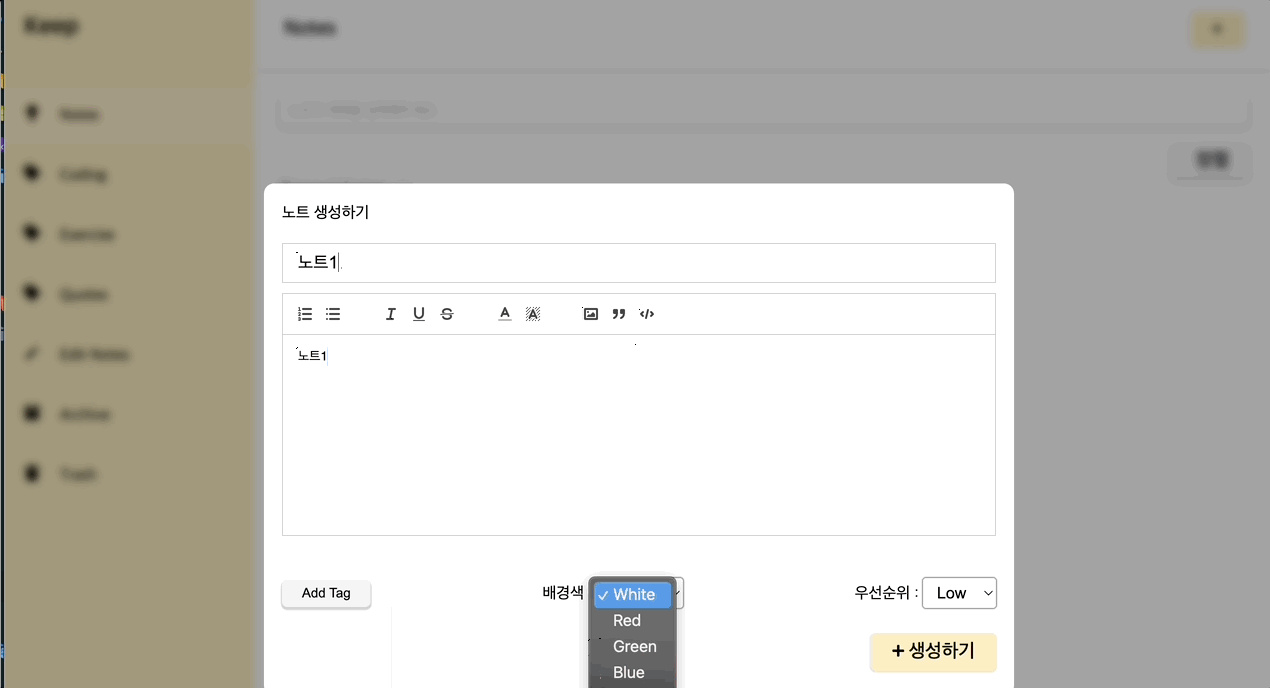 Keep
Notes
+
Notes
Coding
Exercise
Quotes
Edit Notes
Archive
Trash
정렬
노트 생성하기
노트1
노트1
Add Tag
배경색
✓ White
Red
Green
Blue
우선순위 :
Low
+ 생성하기